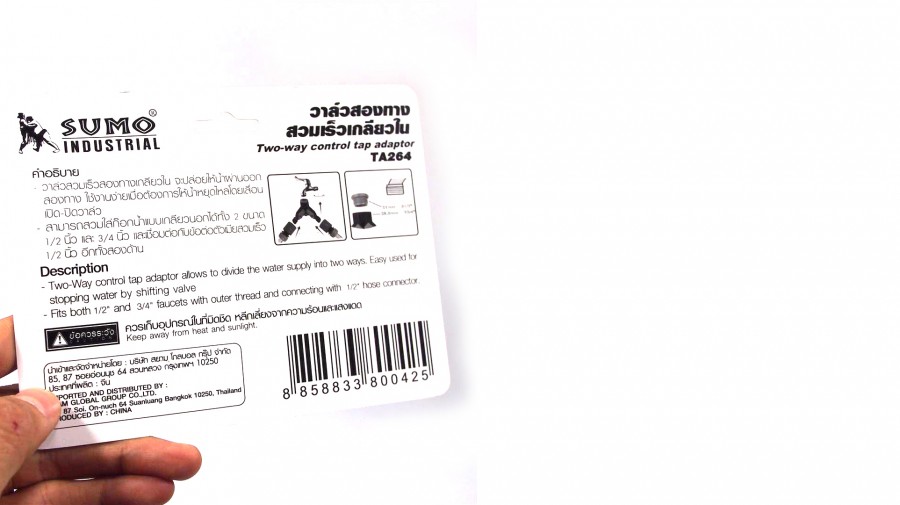 SUMO®
INDUSTRIAL
วาล์วสองทาง
สวมเร็วเกลียวใน
Two-way control tap adaptor
TA264
คำอธิบาย
- วาล์วสวมเร็วสองทางเกลียวใน จะปล่อยให้น้ำผ่านออก
สองทาง ใช้งานง่ายเมื่อต้องการให้น้ำหยุดไหลโดยเลื่อน
เปิด-ปิดวาล์ว
- สามารถสวมใส่ก๊อกน้ำแบบเกลียวนอกได้ทั้ง 2 ขนาด
1/2 นิ้ว และ 3/4 นิ้ว และเชื่อมต่อกับข้อต่อตัวเมียสวมเร็ว
1/2 นิ้ว อีกทั้งสองด้าน
Description
- Two-Way control tap adaptor allows to divide the water supply into two ways. Easy used for
stopping water by shifting valve
- Fits both 1/2" and 3/4" faucets with outer thread and connecting with 1/2" hose connector.
ข้อควรระวัง
ควรเก็บอุปกรณ์ในที่มิดชิด หลีกเลี่ยงจากความร้อนและแสงแดด
Keep away from heat and sunlight.
นำเข้าและจัดจำหน่ายโดย : บริษัท สยาม โกลบอล กรุ๊ป จำกัด
85, 87 ซอยอ่อนนุช 64 สวนหลวง กรุงเทพฯ 10250
ประเทศที่ผลิต : จีน
PORTED AND DISTRIBUTED BY :
M GLOBAL GROUP CO.,LTD.
87 Soi. On-nuch 64 Suanluang Bangkok 10250, Thailand
ODUCED BY : CHINA
8 858833 800425